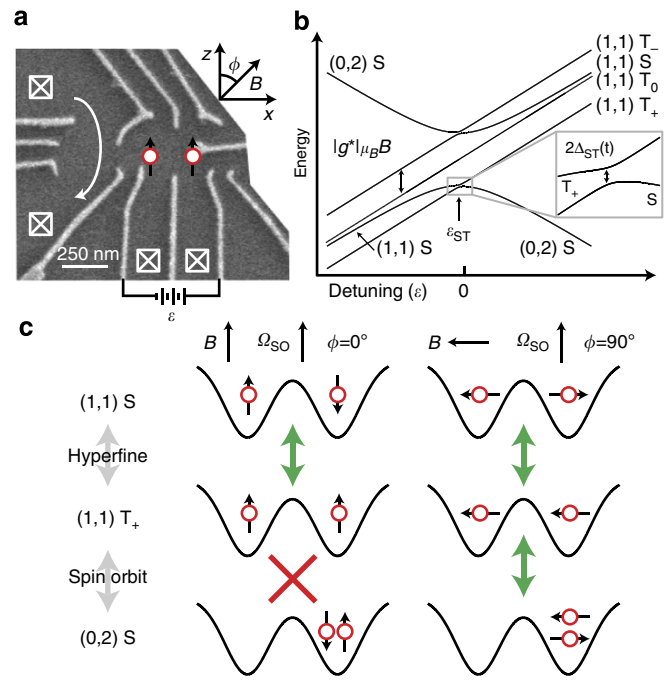 a
z
ϕ
B
x
250 nm
ε
b
Energy
(0,2) S
(1,1) T₋
(1,1) S
(1,1) T₀
(1,1) T₊
|g*|μ_B B
2Δ_ST(t)
T₊
S
ε_ST
(1,1) S
(0,2) S
Detuning (ε)
0
c
B Ω_SO ϕ=0°
B Ω_SO ϕ=90°
(1,1) S
Hyperfine
(1,1) T₊
Spin orbit
(0,2) S